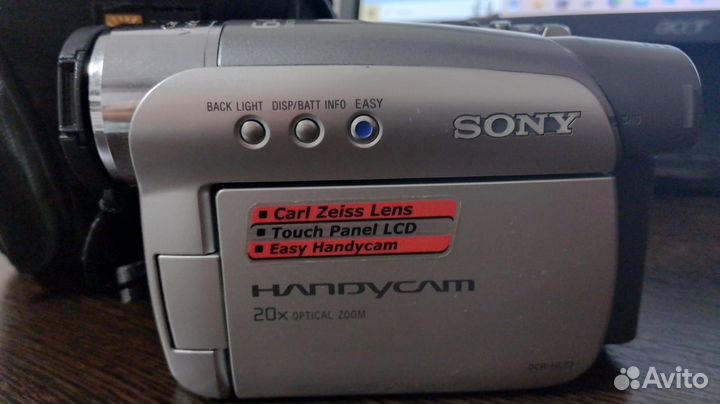 acer
BACK LIGHT DISP/BATT INFO EASY
SONY
Carl Zeiss Lens
Touch Panel LCD
Easy Handycam
HANDYCAM
20x OPTICAL ZOOM
Avito